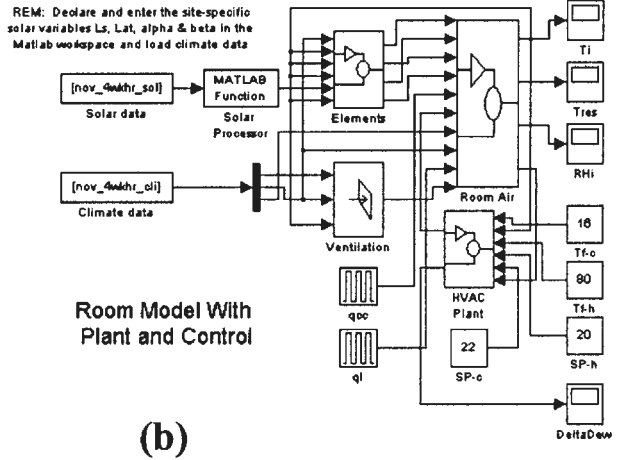 REM: Declare and enter the site-specific
solar variables Ls, Lat, alpha & beta in the
Matlab workspace and load climate data
[nov_4wkhr_sol]
Solar data
MATLAB
Function
Solar
Processor
Elements
Ti
Tres
RHi
[nov_4wkhr_cli]
Climate data
Ventilation
Room Air
16
Tf-c
HVAC
Plant
80
Tf-h
qoc
20
SP-h
Room Model With
Plant and Control
ql
22
SP-c
DeltaDew
(b)